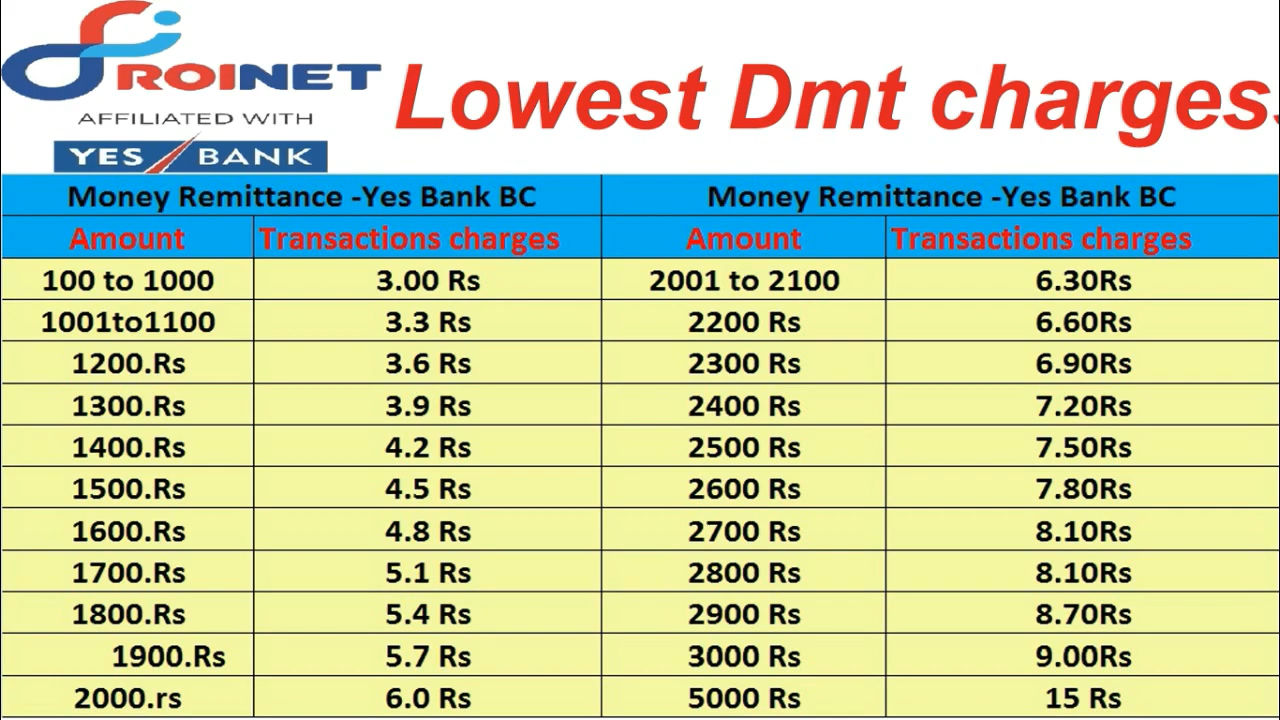 ROINET
Lowest Dmt charges
AFFILIATED WITH
YES BANK
Money Remittance -Yes Bank BC Money Remittance -Yes Bank BC
Amount Transactions charges Amount Transactions charges
100 to 1000 3.00 Rs 2001 to 2100 6.30Rs
1001to1100 3.3 Rs 2200 Rs 6.60Rs
1200.Rs 3.6 Rs 2300 Rs 6.90Rs
1300.Rs 3.9 Rs 2400 Rs 7.20Rs
1400.Rs 4.2 Rs 2500 Rs 7.50Rs
1500.Rs 4.5 Rs 2600 Rs 7.80Rs
1600.Rs 4.8 Rs 2700 Rs 8.10Rs
1700.Rs 5.1 Rs 2800 Rs 8.10Rs
1800.Rs 5.4 Rs 2900 Rs 8.70Rs
1900.Rs 5.7 Rs 3000 Rs 9.00Rs
2000.rs 6.0 Rs 5000 Rs 15 Rs